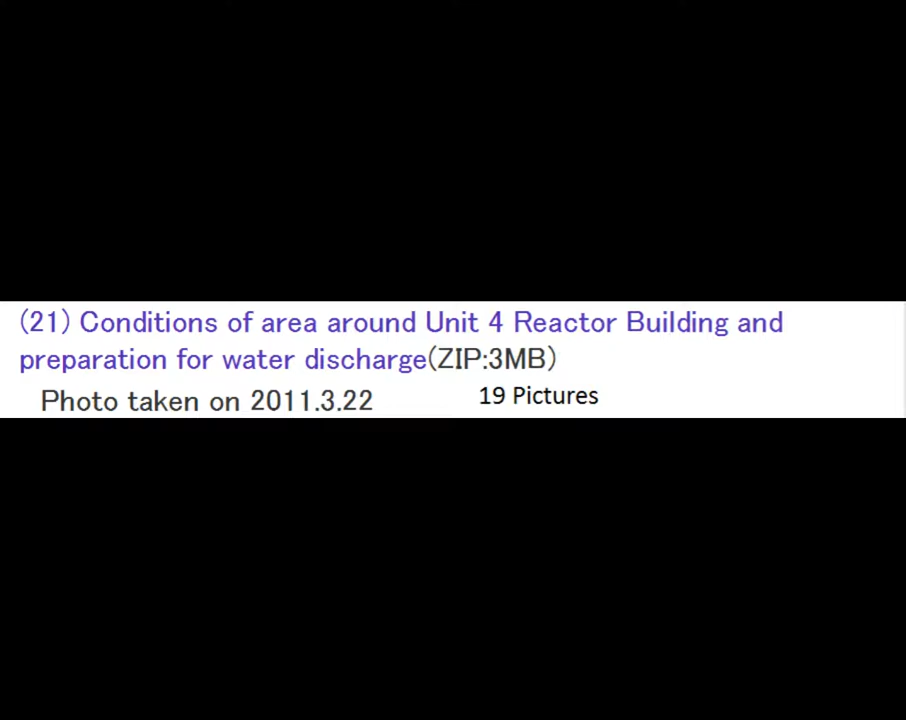 (21) Conditions of area around Unit 4 Reactor Building and
preparation for water discharge(ZIP:3MB)
Photo taken on 2011.3.22 19 Pictures